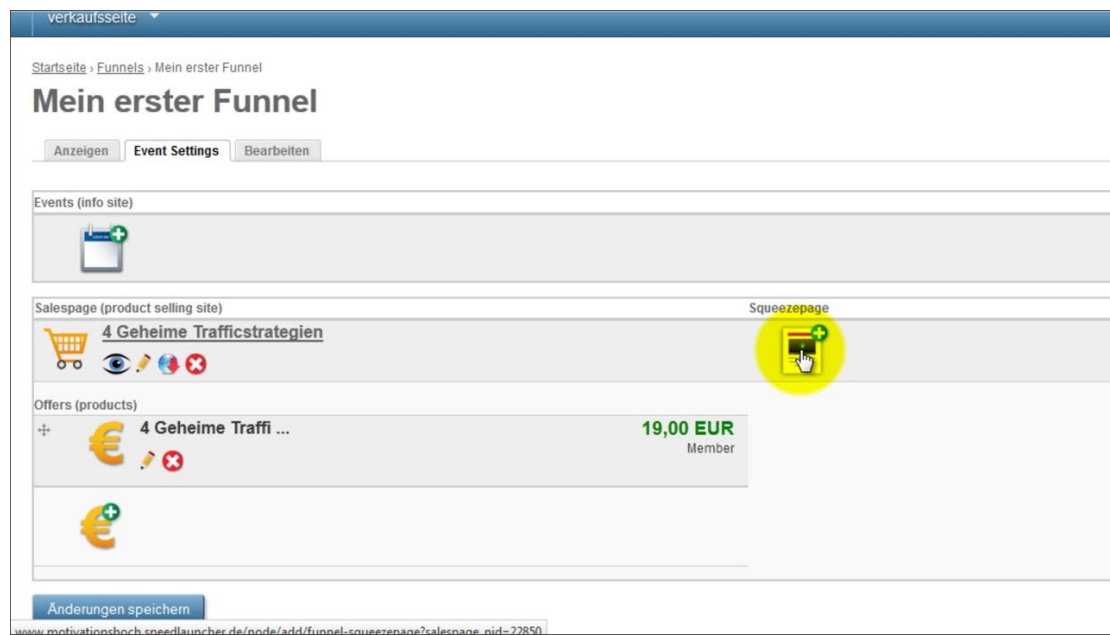 verkaufsseite
Startseite › Funnels › Mein erster Funnel
Mein erster Funnel
Anzeigen Event Settings Bearbeiten
Events (info site)
Salespage (product selling site) Squeezepage
4 Geheime Trafficstrategien
Offers (products)
4 Geheime Traffi ... 19,00 EUR
Member
Änderungen speichern
www.motivationshoch.speedlauncher.de/node/add/funnel-squeezepage?salespage_nid=22850